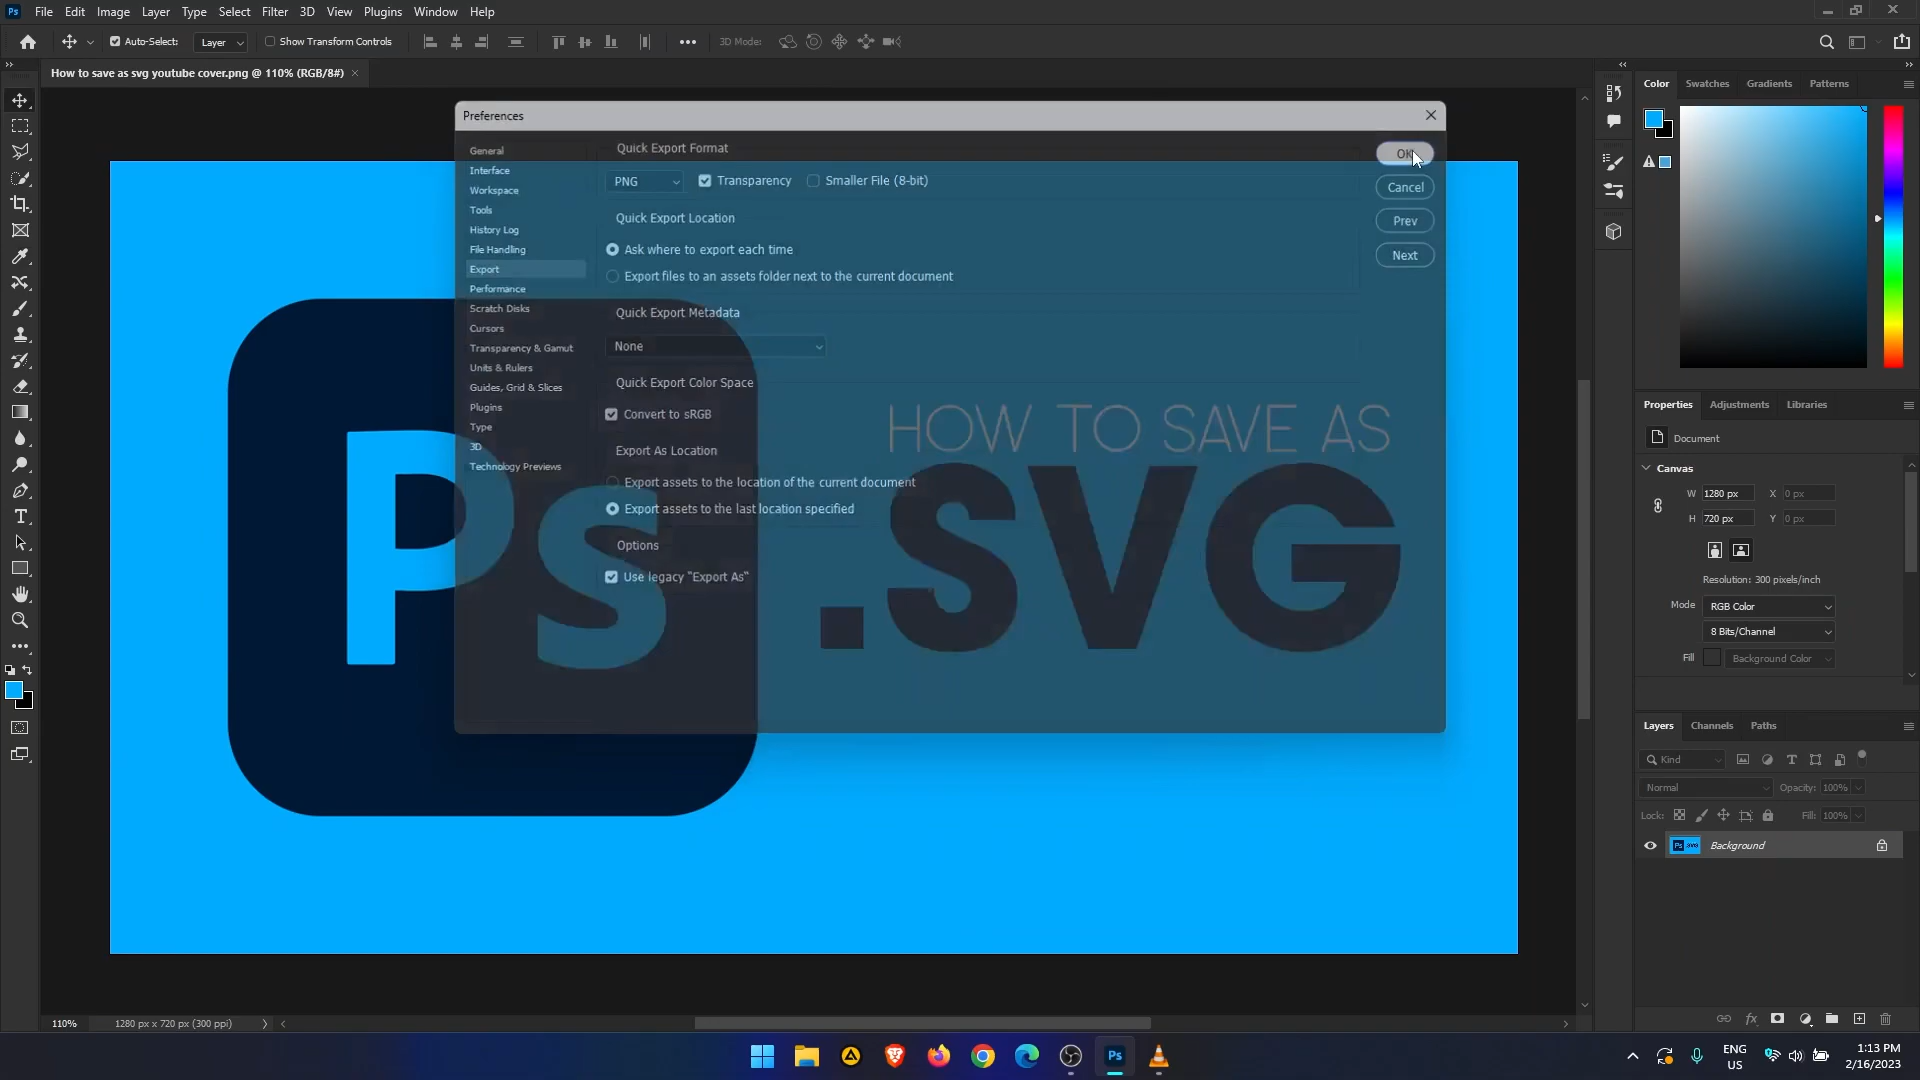 Ps File Edit Image Layer Type Select Filter 3D View Plugins Window Help
Auto-Select: Layer Show Transform Controls 3D Mode:
How to save as svg youtube cover.png @ 110% (RGB/8#)
Preferences
General
Interface
Workspace
Tools
History Log
File Handling
Export
Performance
Scratch Disks
Cursors
Transparency & Gamut
Units & Rulers
Guides, Grid & Slices
Plugins
Type
3D
Technology Previews
Quick Export Format
PNG Transparency Smaller File (8-bit)
Quick Export Location
Ask where to export each time
Export files to an assets folder next to the current document
Quick Export Metadata
None
Quick Export Color Space
Convert to sRGB
Export As Location
Export assets to the location of the current document
Export assets to the last location specified
Options
Use legacy "Export As"
OK
Cancel
Prev
Next
Ps
HOW TO SAVE AS
.SVG
Color Swatches Gradients Patterns
Properties Adjustments Libraries
Document
Canvas
W 1280 px X 0 px
H 720 px Y 0 px
Resolution: 300 pixels/inch
Mode RGB Color
8 Bits/Channel
Fill Background Color
Layers Channels Paths
Kind
Normal Opacity: 100%
Lock: Fill: 100%
Ps .SVG Background
fx
110% 1280 px x 720 px (300 ppi)
Ps
ENG
US
1:13 PM
2/16/2023